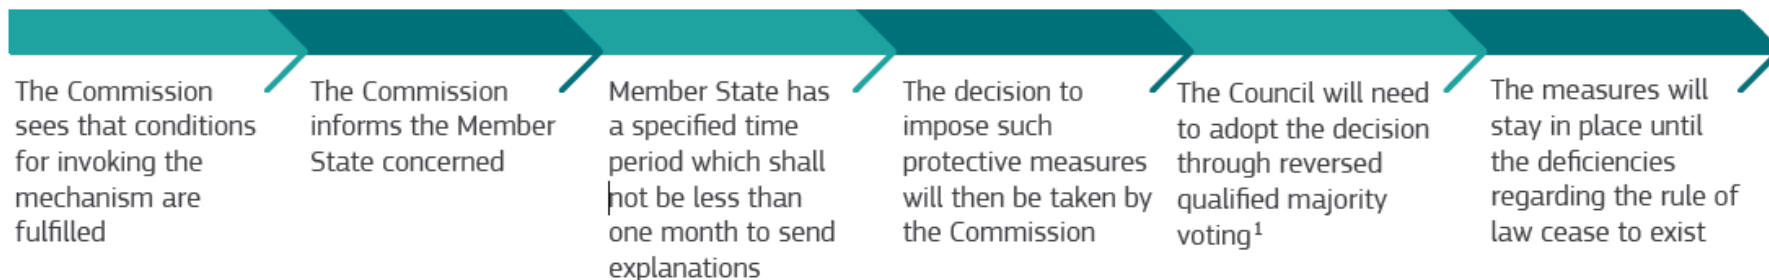 The Commission
sees that conditions
for invoking the
mechanism are
fulfilled
The Commission
informs the Member
State concerned
Member State has
a specified time
period which shall
not be less than
one month to send
explanations
The decision to
impose such
protective measures
will then be taken by
the Commission
The Council will need
to adopt the decision
through reversed
qualified majority
voting¹
The measures will
stay in place until
the deficiencies
regarding the rule of
law cease to exist